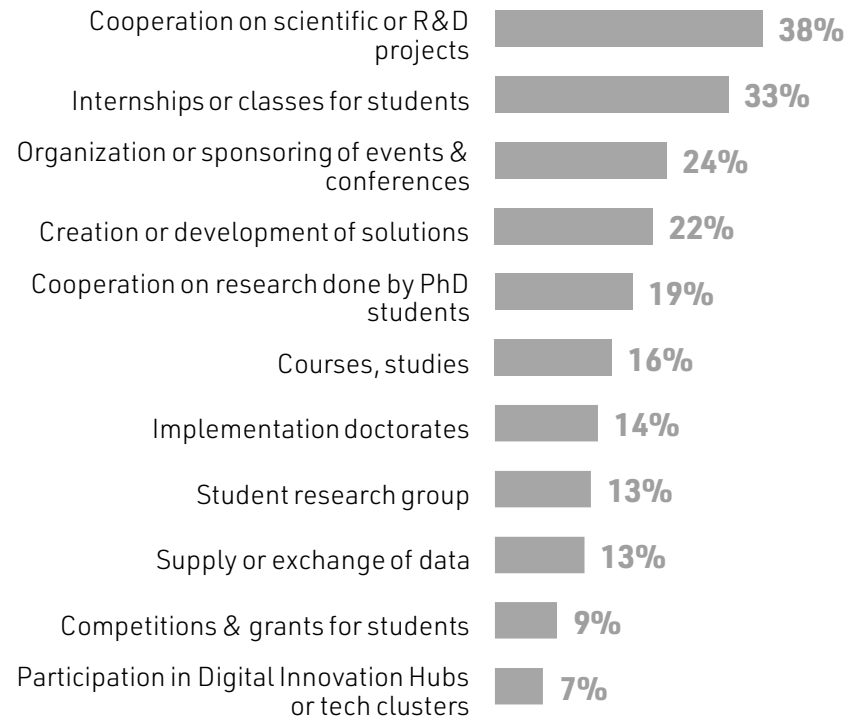 Cooperation on scientific or R&D
projects
38%
Internships or classes for students
33%
Organization or sponsoring of events &
conferences
24%
Creation or development of solutions
22%
Cooperation on research done by PhD
students
19%
Courses, studies
16%
Implementation doctorates
14%
Student research group
13%
Supply or exchange of data
13%
Competitions & grants for students
9%
Participation in Digital Innovation Hubs
or tech clusters
7%